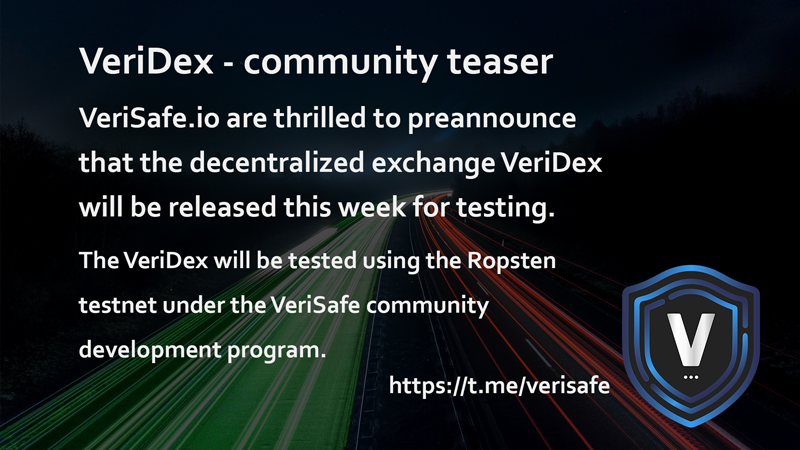 VeriDex - community teaser
VeriSafe.io are thrilled to preannounce
that the decentralized exchange VeriDex
will be released this week for testing.
The VeriDex will be tested using the Ropsten
testnet under the VeriSafe community
development program.
https://t.me/verisafe
V